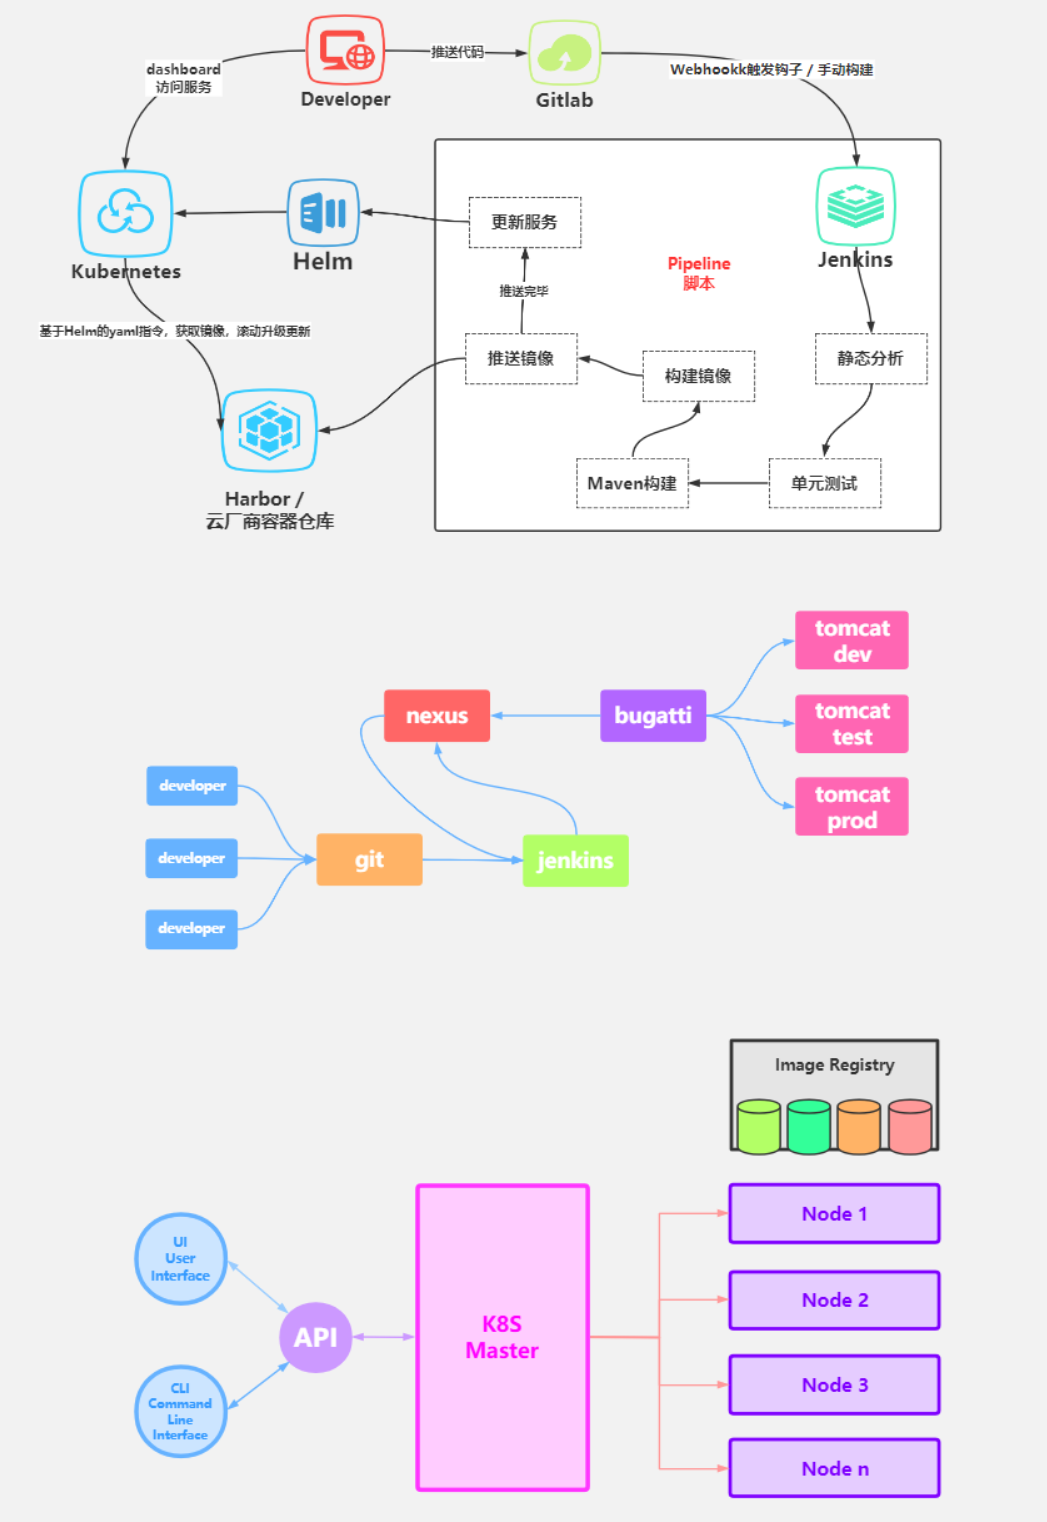 dashboard
访问服务
Developer
推送代码
Gitlab
Webhookk触发钩子 / 手动构建
Kubernetes
Helm
更新服务
Pipeline
脚本
Jenkins
推送完毕
基于Helm的yaml指令，获取镜像，滚动升级更新
推送镜像
构建镜像
静态分析
Maven构建
单元测试
Harbor /
云厂商容器仓库
tomcat
dev
nexus
bugatti
tomcat
test
developer
tomcat
prod
developer
git
jenkins
developer
Image Registry
UI
User
Interface
API
CLI
Command
Line
Interface
K8S
Master
Node 1
Node 2
Node 3
Node n